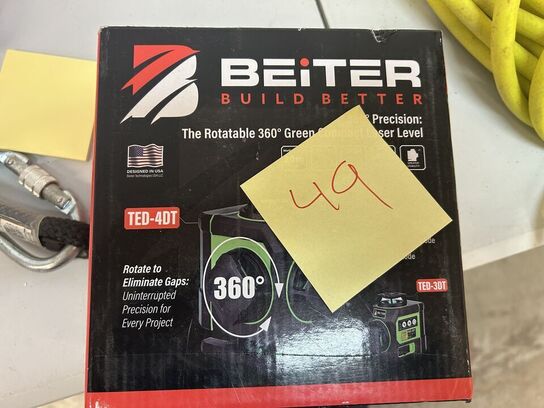 BEiTER
BUILD BETTER
Precision:
The Rotatable 360° Green Compact Laser Level
DESIGNED IN USA
49
TED-4DT
Rotate to
Eliminate Gaps:
Uninterrupted
Precision for
Every Project
360°
TED-3DT